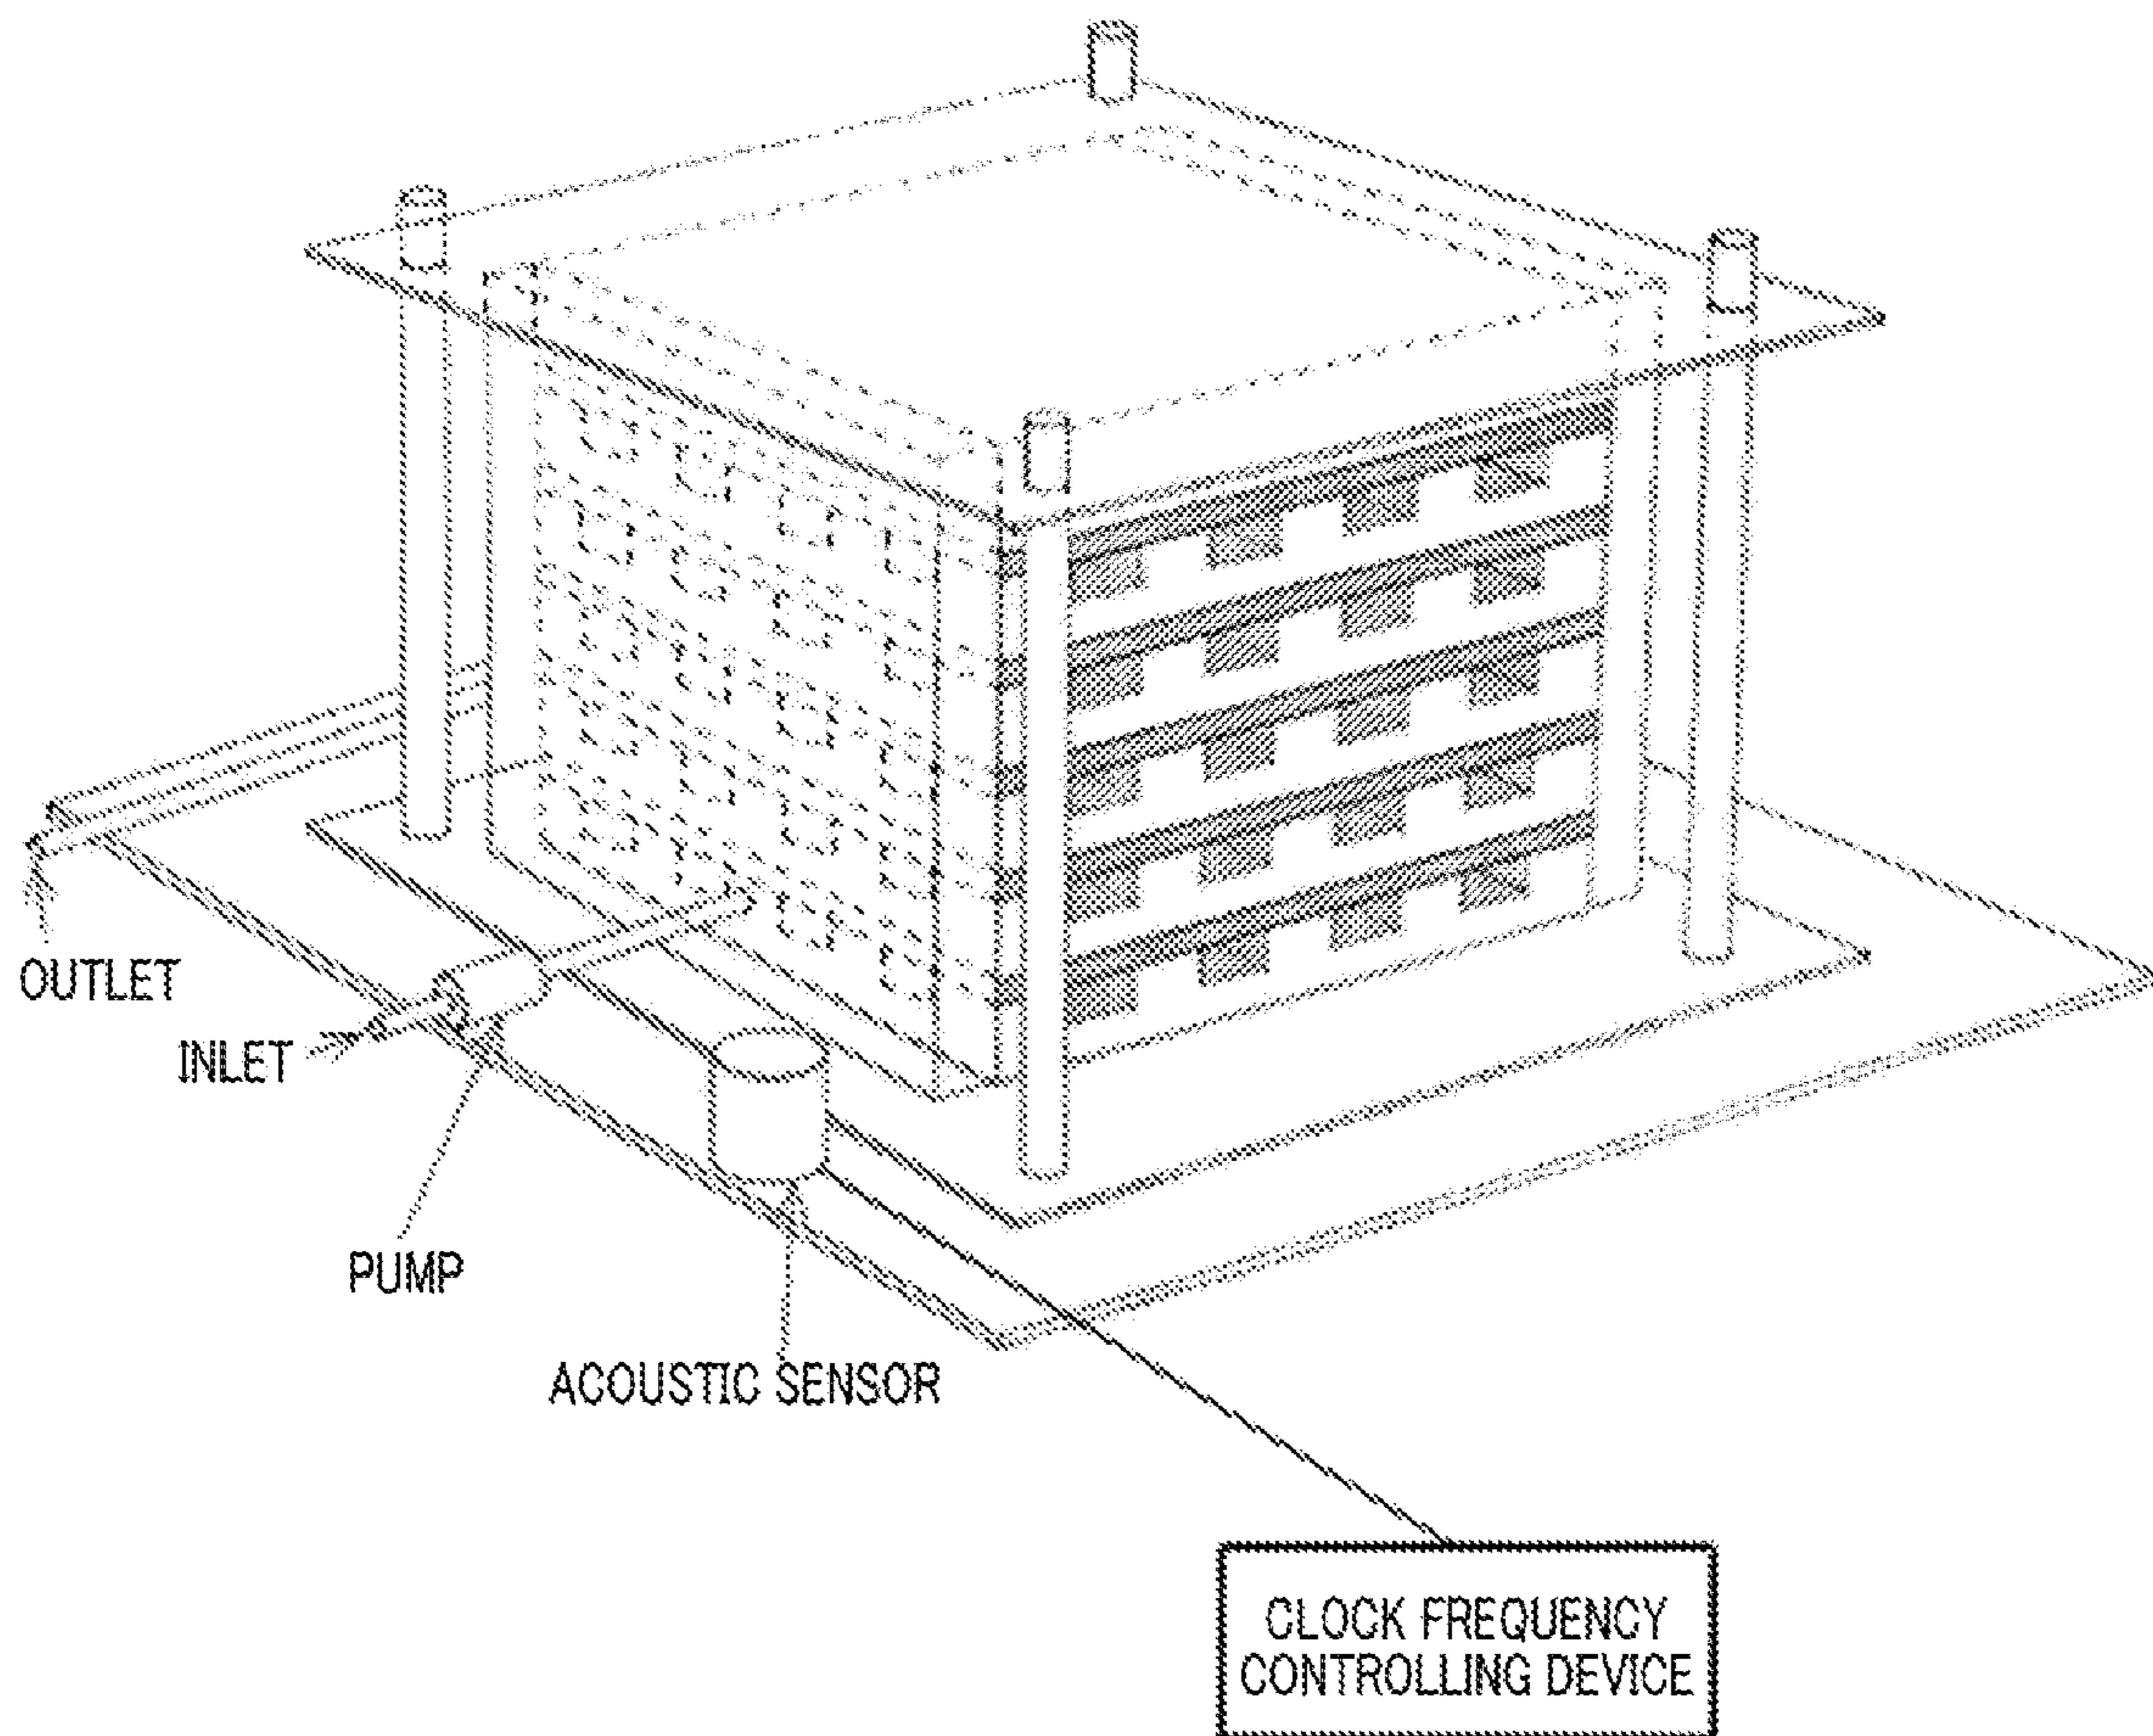 OUTLET
INLET
PUMP
ACOUSTIC SENSOR
CLOCK FREQUENCY
CONTROLLING DEVICE